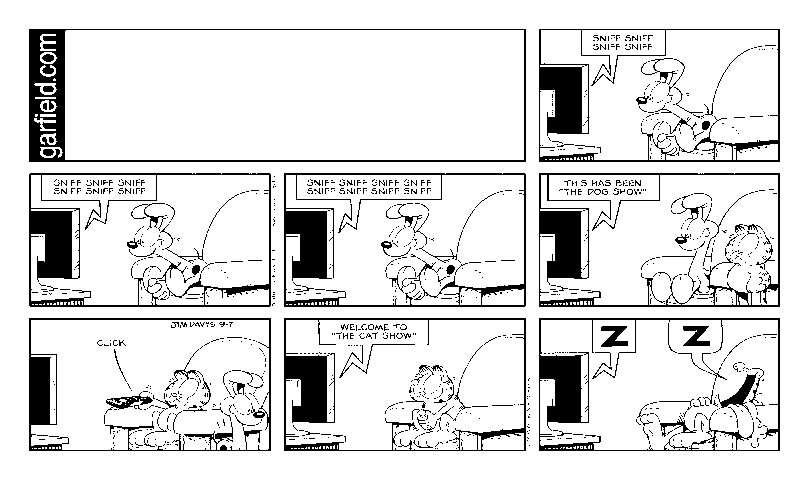 garfield.com
SNIFF SNIFF
SNIFF SNIFF
SNIFF SNIFF SNIFF
SNIFF SNIFF SNIFF
SNIFF SNIFF SNIFF SNIFF
SNIFF SNIFF SNIFF SNIFF
THIS HAS BEEN
"THE DOG SHOW"
JIM DAVIS 9-7
CLICK
WELCOME TO
"THE CAT SHOW"
Z
Z